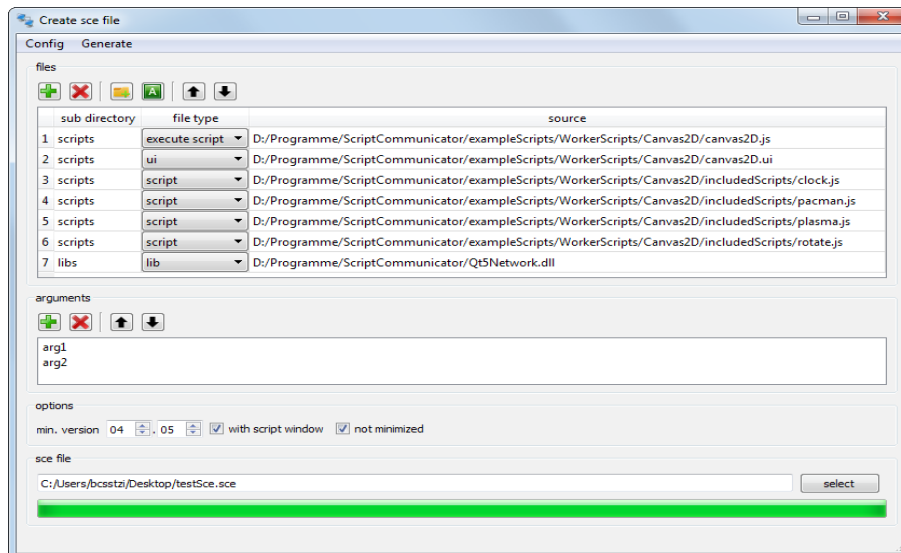 Create sce file
Config Generate
files
A
sub directory file type source
1 scripts execute script D:/Programme/ScriptCommunicator/exampleScripts/WorkerScripts/Canvas2D/canvas2D.js
2 scripts ui D:/Programme/ScriptCommunicator/exampleScripts/WorkerScripts/Canvas2D/canvas2D.ui
3 scripts script D:/Programme/ScriptCommunicator/exampleScripts/WorkerScripts/Canvas2D/includedScripts/clock.js
4 scripts script D:/Programme/ScriptCommunicator/exampleScripts/WorkerScripts/Canvas2D/includedScripts/pacman.js
5 scripts script D:/Programme/ScriptCommunicator/exampleScripts/WorkerScripts/Canvas2D/includedScripts/plasma.js
6 scripts script D:/Programme/ScriptCommunicator/exampleScripts/WorkerScripts/Canvas2D/includedScripts/rotate.js
7 libs lib D:/Programme/ScriptCommunicator/Qt5Network.dll
arguments
arg1
arg2
options
min. version 04 . 05 with script window not minimized
sce file
C:/Users/bcsstzi/Desktop/testSce.sce select